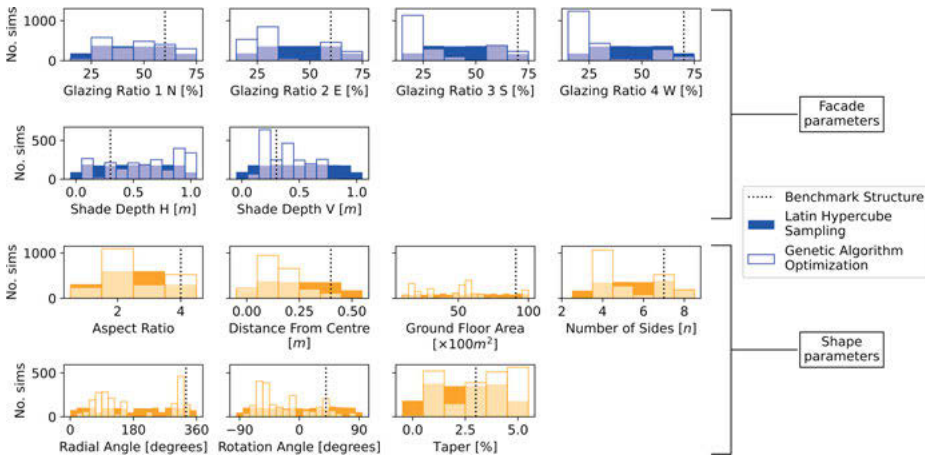 No. sims
1000
0
25 50 75
25 50 75
25 50 75
25 50 75
Glazing Ratio 1 N [%]
Glazing Ratio 2 E [%]
Glazing Ratio 3 S [%]
Glazing Ratio 4 W [%]
Facade
parameters
No. sims
500
0
0.0 0.5 1.0
0.0 0.5 1.0
Shade Depth H [m]
Shade Depth V [m]
Benchmark Structure
Latin Hypercube
Sampling
Genetic Algorithm
Optimization
No. sims
1000
0
2 4
0.00 0.25 0.50
0 50 100
2 4 6 8
Aspect Ratio
Distance From Centre
[m]
Ground Floor Area
[×100m²]
Number of Sides [n]
Shape
parameters
No. sims
500
0
0 180 360
−90 0 90
0.0 2.5 5.0
Radial Angle [degrees]
Rotation Angle [degrees]
Taper [%]